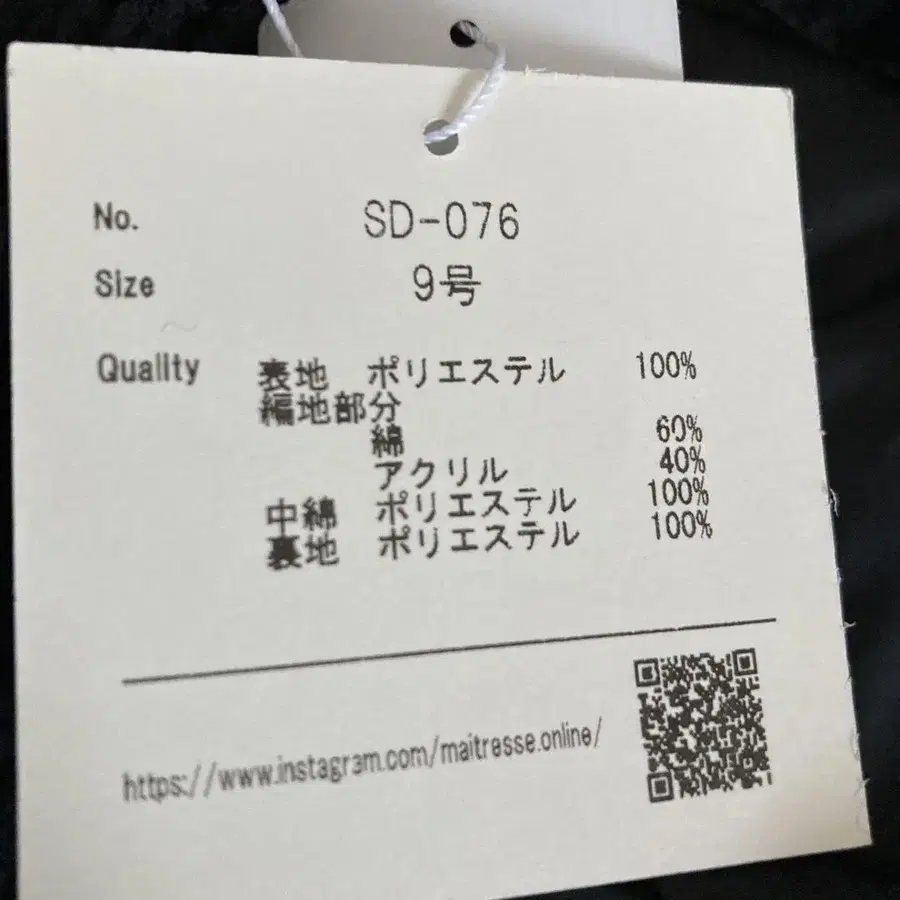 No. SD-076
Size 9号
Quality 表地 ポリエステル 100%
編地部分
綿 60%
アクリル 40%
中綿 ポリエステル 100%
裏地 ポリエステル 100%
https://www.instagram.com/maitresse.online/